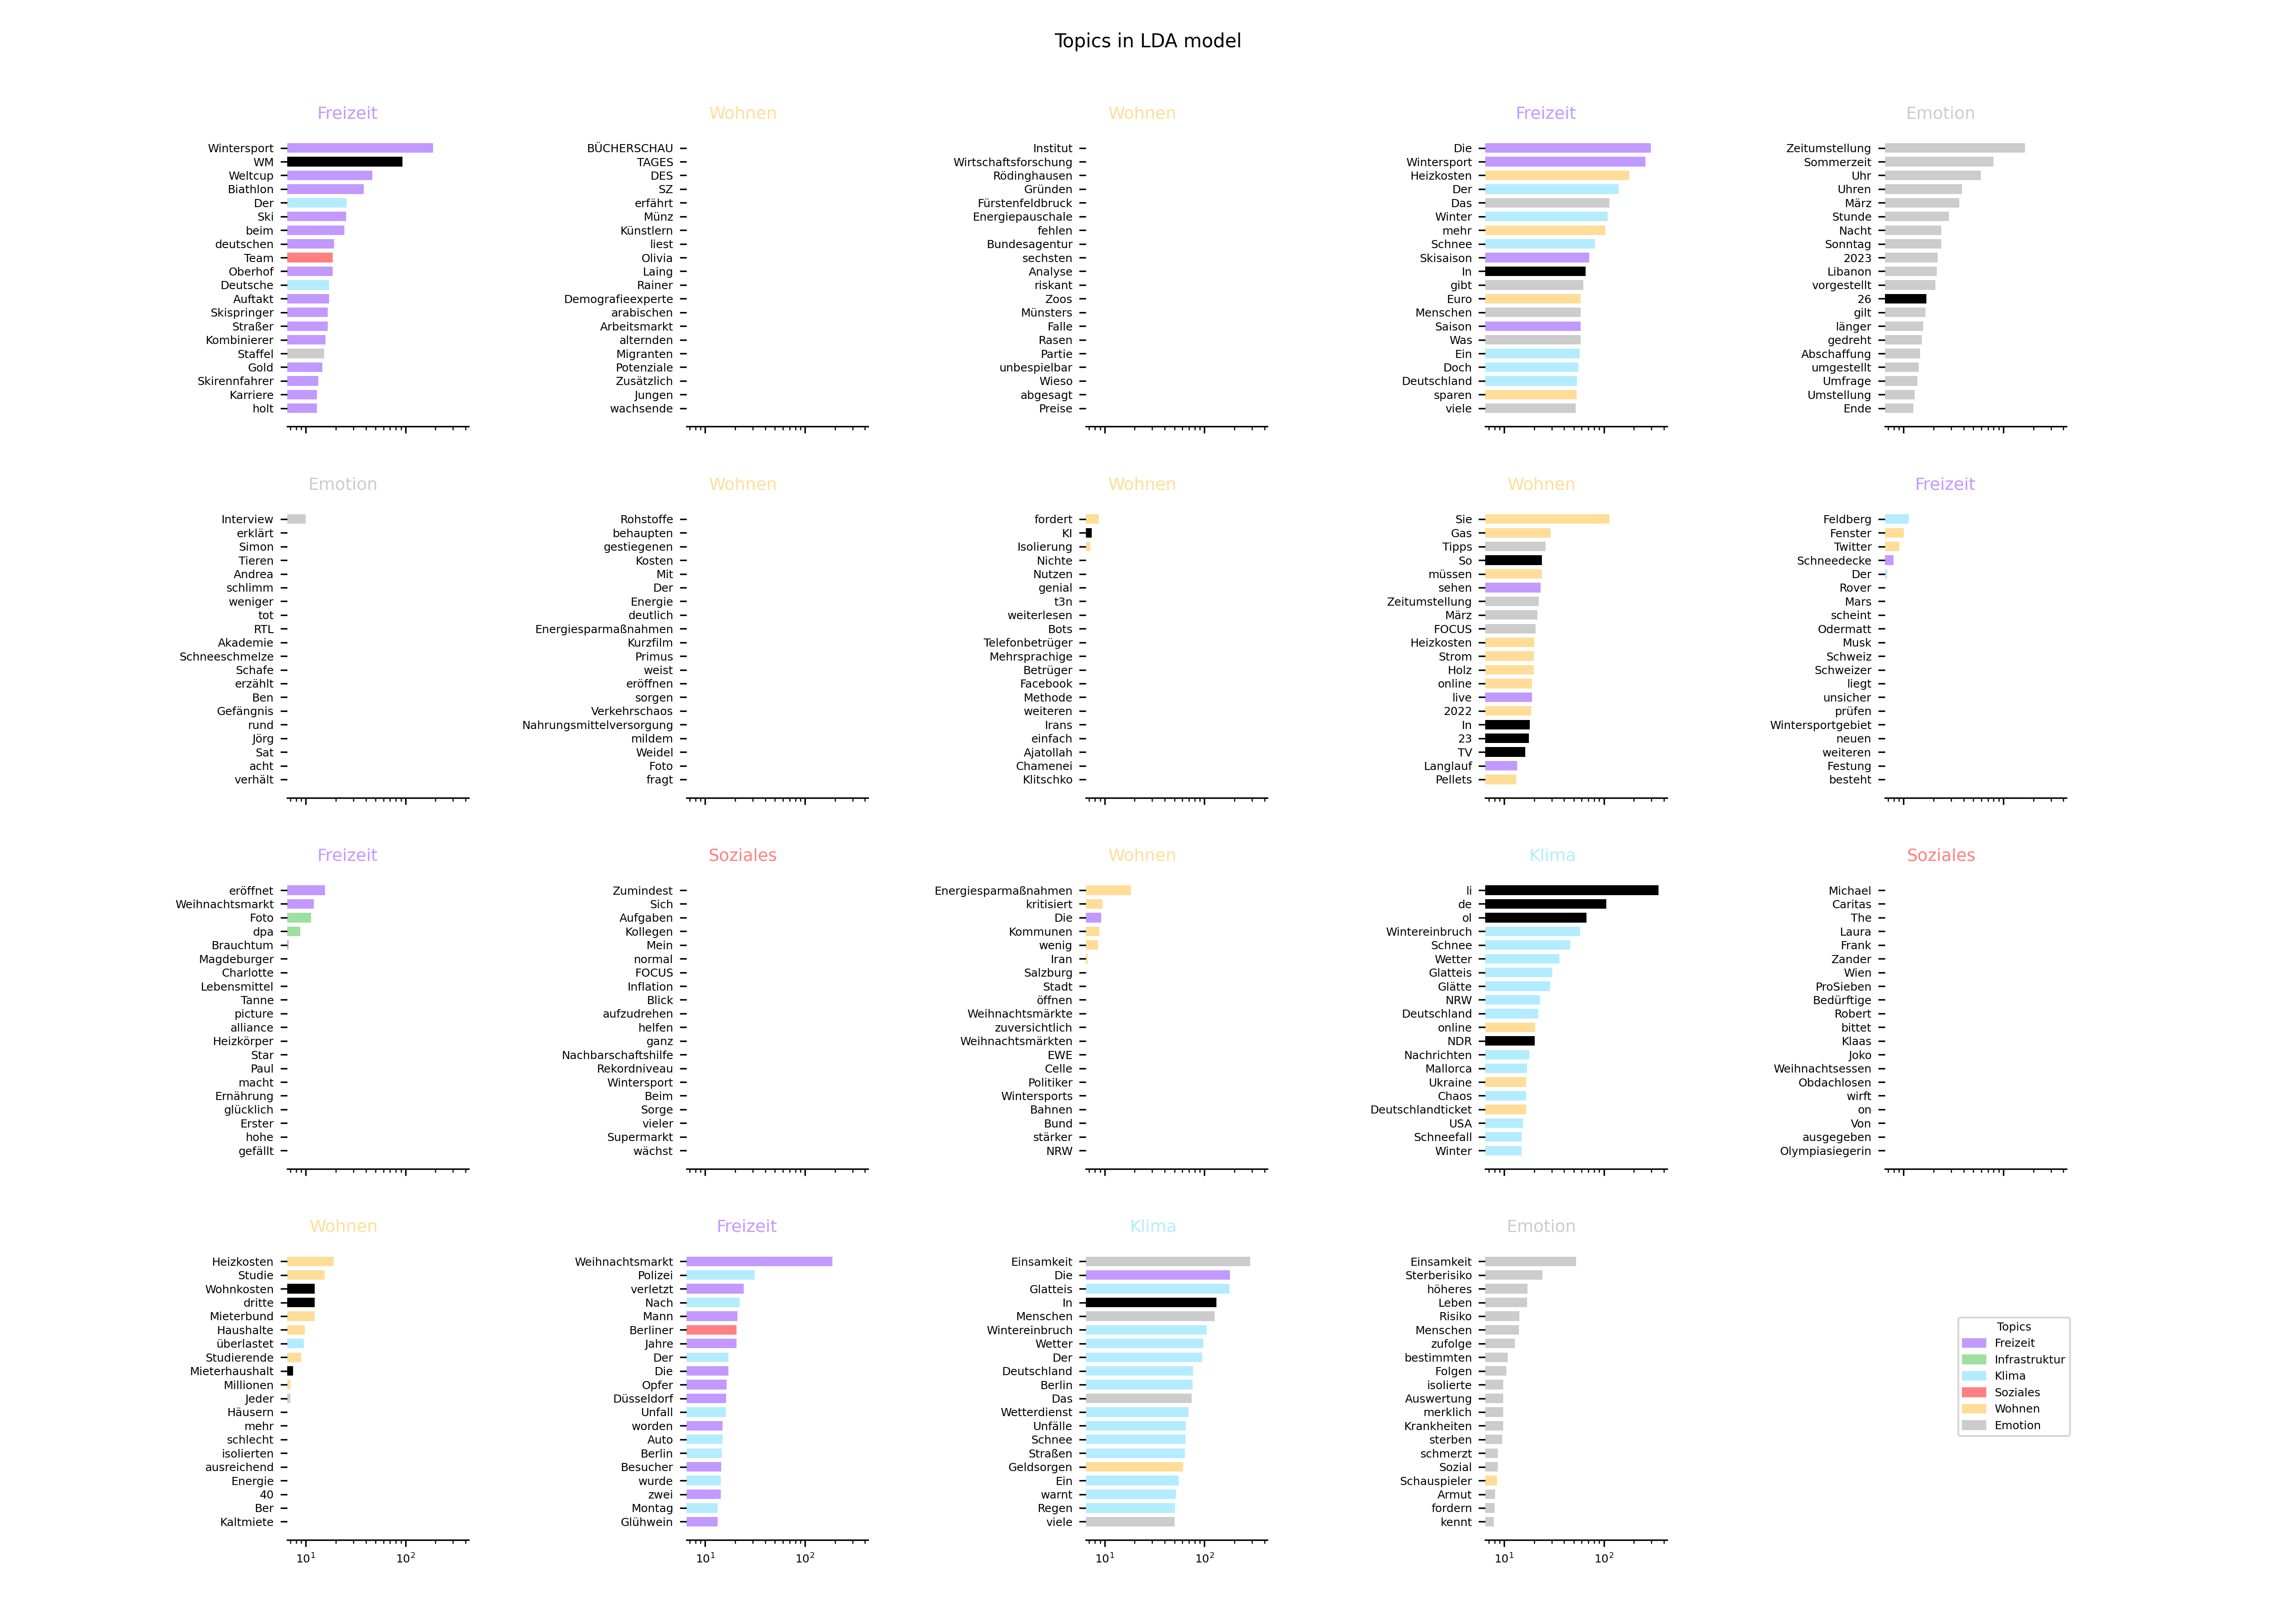 Topics in LDA model
Freizeit
Wintersport
WM
Weltcup
Biathlon
Der
Ski
beim
deutschen
Team
Oberhof
Deutsche
Auftakt
Skispringer
Straßer
Kombinierer
Staffel
Gold
Skirennfahrer
Karriere
holt
Wohnen
BÜCHERSCHAU
TAGES
DES
SZ
erfährt
Münz
Künstlern
liest
Olivia
Laing
Rainer
Demografieexperte
arabischen
Arbeitsmarkt
alternden
Migranten
Potenziale
Zusätzlich
Jungen
wachsende
Wohnen
Institut
Wirtschaftsforschung
Rödinghausen
Gründen
Fürstenfeldbruck
Energiepauschale
fehlen
Bundesagentur
sechsten
Analyse
riskant
Zoos
Münsters
Falle
Rasen
Partie
unbespielbar
Wieso
abgesagt
Preise
Freizeit
Die
Wintersport
Heizkosten
Der
Das
Winter
mehr
Schnee
Skisaison
In
gibt
Euro
Menschen
Saison
Was
Ein
Doch
Deutschland
sparen
viele
Emotion
Zeitumstellung
Sommerzeit
Uhr
Uhren
März
Stunde
Nacht
Sonntag
2023
Libanon
vorgestellt
26
gilt
länger
gedreht
Abschaffung
umgestellt
Umfrage
Umstellung
Ende
Emotion
Interview
erklärt
Simon
Tieren
Andrea
schlimm
weniger
tot
RTL
Akademie
Schneeschmelze
Schafe
erzählt
Ben
Gefängnis
rund
Jörg
Sat
acht
verhält
Wohnen
Rohstoffe
behaupten
gestiegenen
Kosten
Mit
Der
Energie
deutlich
Energiesparmaßnahmen
Kurzfilm
Primus
weist
eröffnen
sorgen
Verkehrschaos
Nahrungsmittelversorgung
mildem
Weidel
Foto
fragt
Wohnen
fordert
KI
Isolierung
Nichte
Nutzen
genial
t3n
weiterlesen
Bots
Telefonbetrüger
Mehrsprachige
Betrüger
Facebook
Methode
weiteren
Irans
einfach
Ajatollah
Chamenei
Klitschko
Wohnen
Sie
Gas
Tipps
So
müssen
sehen
Zeitumstellung
März
FOCUS
Heizkosten
Strom
Holz
online
live
2022
In
23
TV
Langlauf
Pellets
Freizeit
Feldberg
Fenster
Twitter
Schneedecke
Der
Rover
Mars
scheint
Odermatt
Musk
Schweiz
Schweizer
liegt
unsicher
prüfen
Wintersportgebiet
neuen
weiteren
Festung
besteht
Freizeit
eröffnet
Weihnachtsmarkt
Foto
dpa
Brauchtum
Magdeburger
Charlotte
Lebensmittel
Tanne
picture
alliance
Heizkörper
Star
Paul
macht
Ernährung
glücklich
Erster
hohe
gefällt
Soziales
Zumindest
Sich
Aufgaben
Kollegen
Mein
normal
FOCUS
Inflation
Blick
aufzudrehen
helfen
ganz
Nachbarschaftshilfe
Rekordniveau
Wintersport
Beim
Sorge
vieler
Supermarkt
wächst
Wohnen
Energiesparmaßnahmen
kritisiert
Die
Kommunen
wenig
Iran
Salzburg
Stadt
öffnen
Weihnachtsmärkte
zuversichtlich
Weihnachtsmärkten
EWE
Celle
Politiker
Wintersports
Bahnen
Bund
stärker
NRW
Klima
li
de
ol
Wintereinbruch
Schnee
Wetter
Glatteis
Glätte
NRW
Deutschland
online
NDR
Nachrichten
Mallorca
Ukraine
Chaos
Deutschlandticket
USA
Schneefall
Winter
Soziales
Michael
Caritas
The
Laura
Frank
Zander
Wien
ProSieben
Bedürftige
Robert
bittet
Klaas
Joko
Weihnachtsessen
Obdachlosen
wirft
on
Von
ausgegeben
Olympiasiegerin
Wohnen
Heizkosten
Studie
Wohnkosten
dritte
Mieterbund
Haushalte
überlastet
Studierende
Mieterhaushalt
Millionen
Jeder
Häusern
mehr
schlecht
isolierten
ausreichend
Energie
40
Ber
Kaltmiete
10¹ 10²
Freizeit
Weihnachtsmarkt
Polizei
verletzt
Nach
Mann
Berliner
Jahre
Der
Die
Opfer
Düsseldorf
Unfall
worden
Auto
Berlin
Besucher
wurde
zwei
Montag
Glühwein
10¹ 10²
Klima
Einsamkeit
Die
Glatteis
In
Menschen
Wintereinbruch
Wetter
Der
Deutschland
Berlin
Das
Wetterdienst
Unfälle
Schnee
Straßen
Geldsorgen
Ein
warnt
Regen
viele
10¹ 10²
Emotion
Einsamkeit
Sterberisiko
höheres
Leben
Risiko
Menschen
zufolge
bestimmten
Folgen
isolierte
Auswertung
merklich
Krankheiten
sterben
schmerzt
Sozial
Schauspieler
Armut
fordern
kennt
10¹ 10²
Topics
Freizeit
Infrastruktur
Klima
Soziales
Wohnen
Emotion